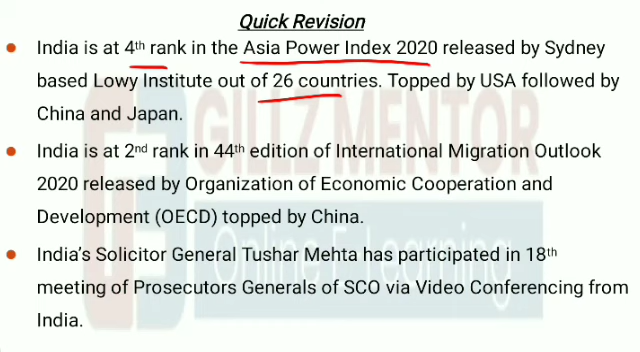 Quick Revision
India is at 4th rank in the Asia Power Index 2020 released by Sydney
based Lowy Institute out of 26 countries. Topped by USA followed by
China and Japan.
India is at 2nd rank in 44th edition of International Migration Outlook
2020 released by Organization of Economic Cooperation and
Development (OECD) topped by China.
India's Solicitor General Tushar Mehta has participated in 18th
meeting of Prosecutors Generals of SCO via Video Conferencing from
India.
GILLZ MENTOR
Online E-Learning